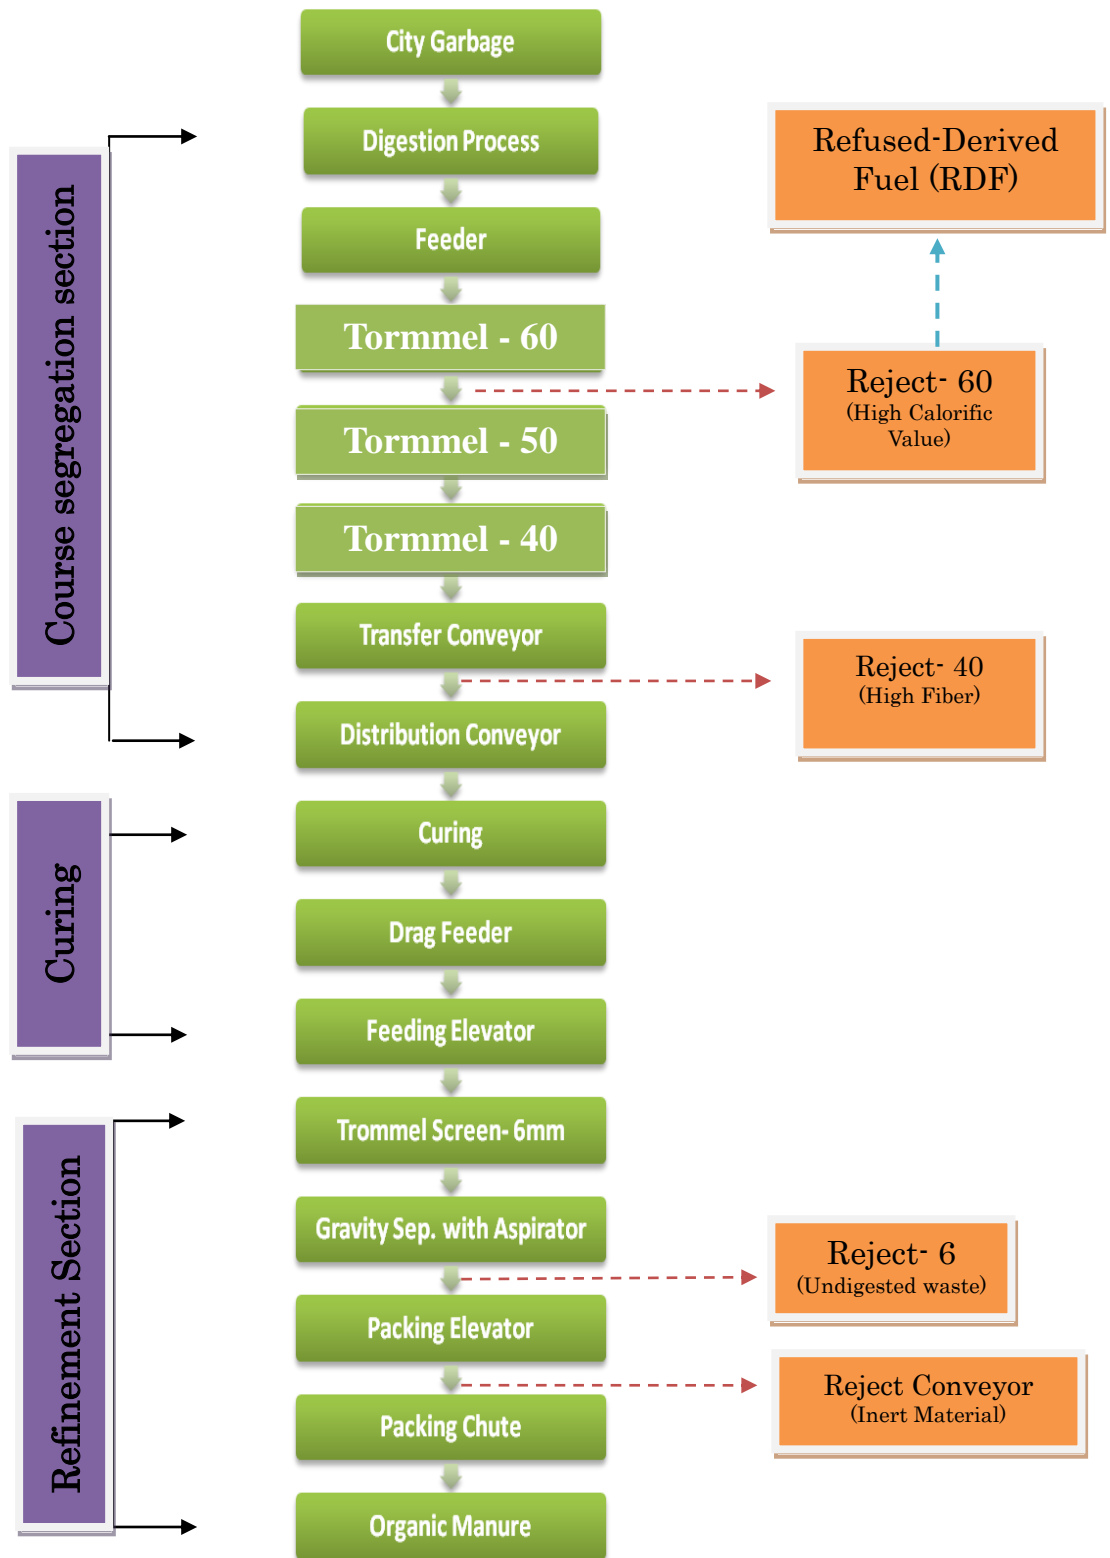 City Garbage
Digestion Process
Feeder
Tormmel - 60
Tormmel - 50
Tormmel - 40
Transfer Conveyor
Distribution Conveyor
Curing
Drag Feeder
Feeding Elevator
Trommel Screen- 6mm
Gravity Sep. with Aspirator
Packing Elevator
Packing Chute
Organic Manure
Course segregation section
Curing
Refinement Section
Refused-Derived
Fuel (RDF)
Reject- 60
(High Calorific
Value)
Reject- 40
(High Fiber)
Reject- 6
(Undigested waste)
Reject Conveyor
(Inert Material)